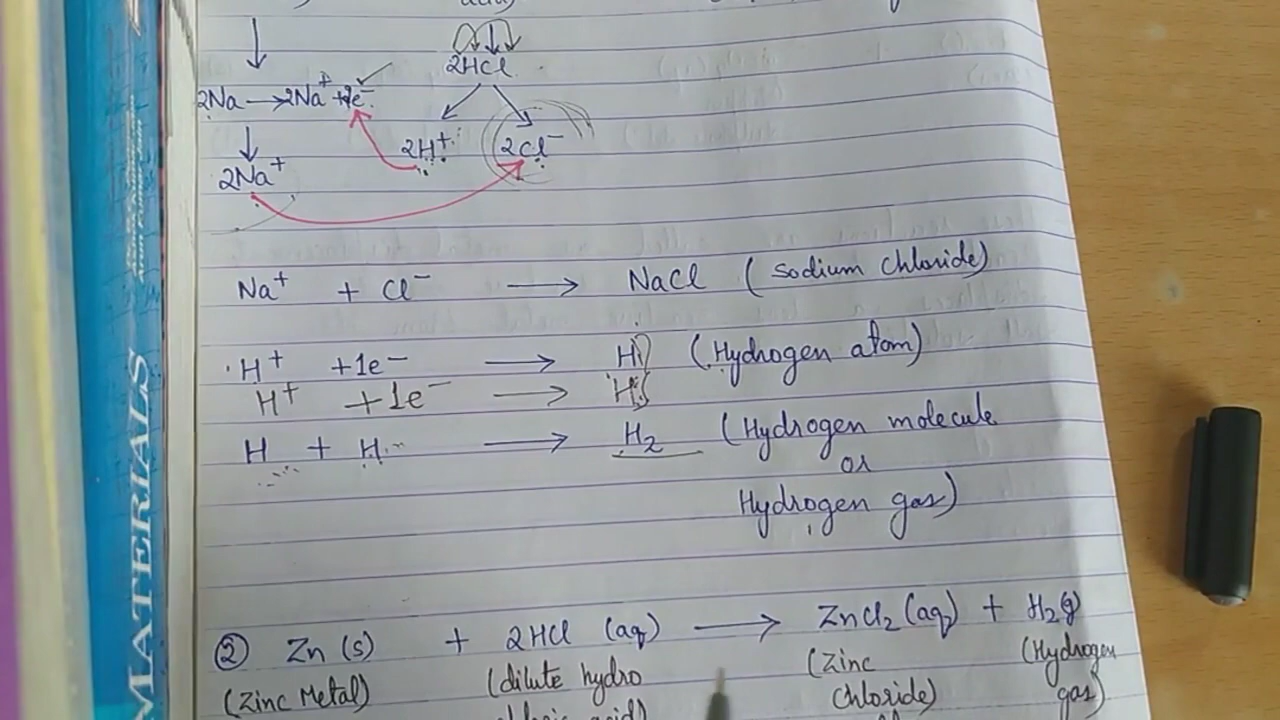 2HCl
2Na → 2Na⁺ + 2e⁻
2H⁺ 2Cl⁻
2Na⁺
Na⁺ + Cl⁻ → NaCl (Sodium Chloride)
H⁺ +1e⁻ → H (Hydrogen atom)
H⁺ +1e⁻ → H
H + H → H₂ (Hydrogen molecule
or
Hydrogen gas)
② Zn (s) + 2HCl (aq) → ZnCl₂ (aq) + H₂(g)
(Zinc Metal) (dilute hydro (Zinc (Hydrogen
chloric acid) Chloride) gas)
MATERIALS